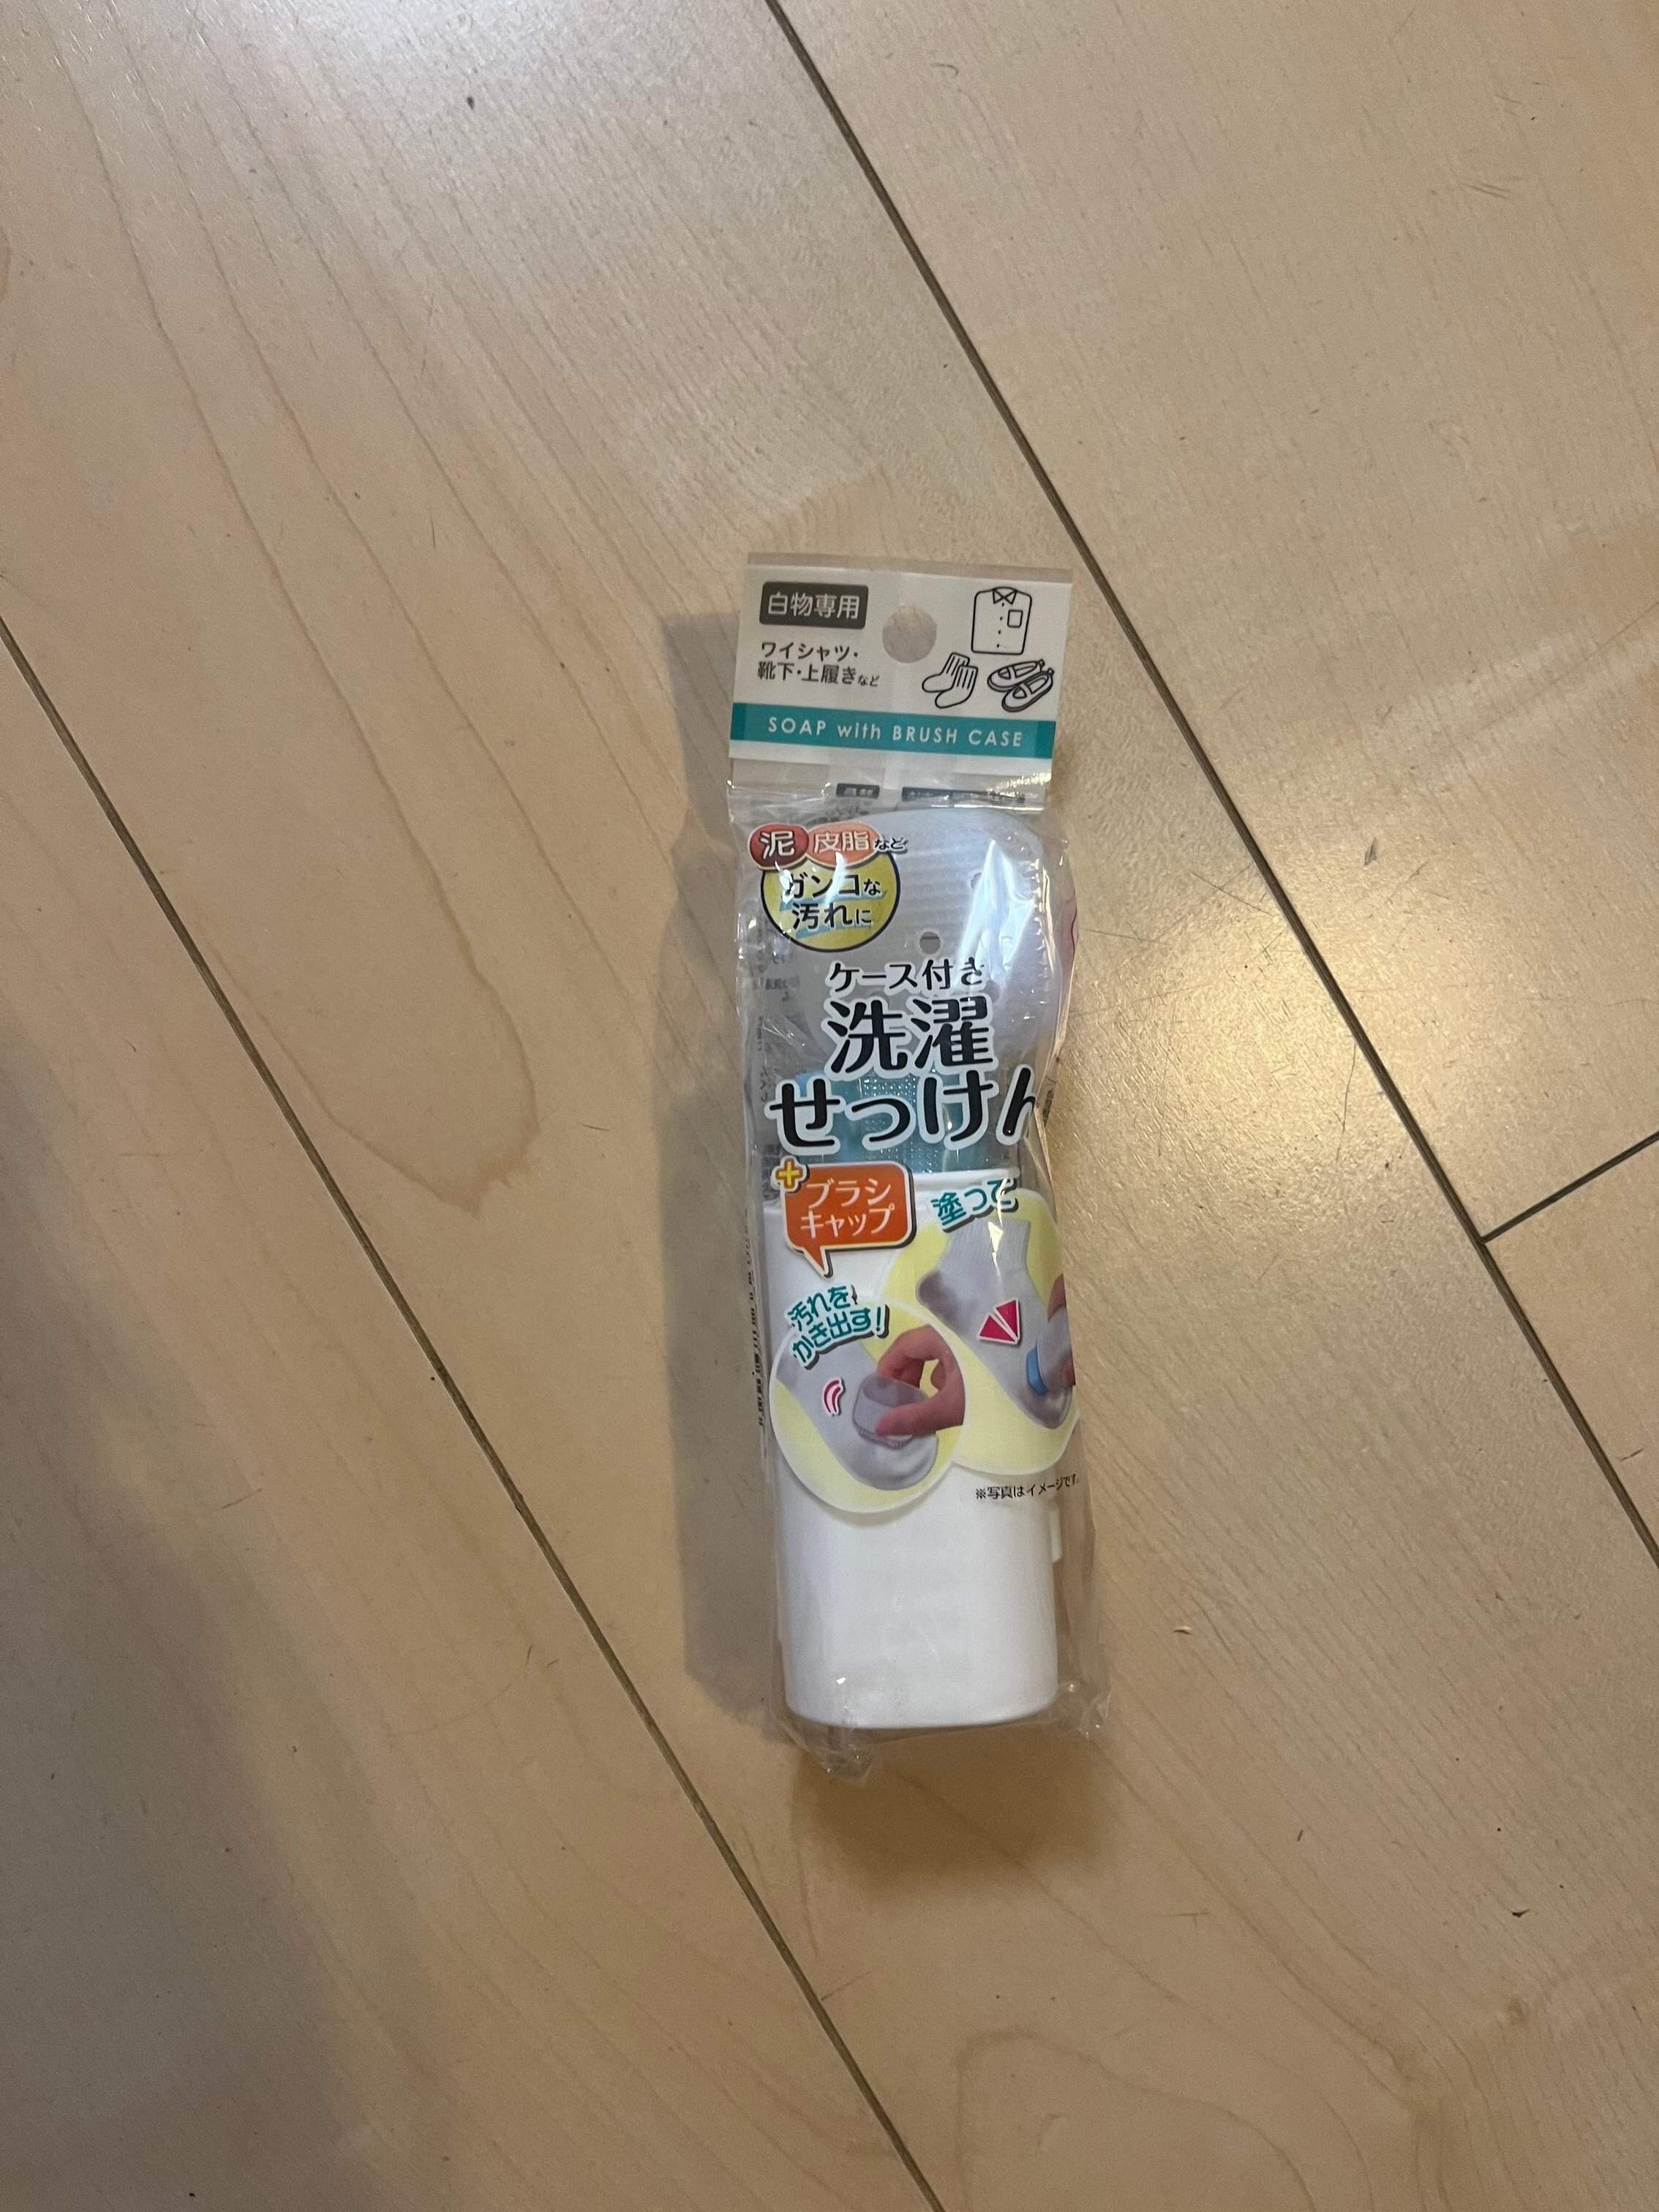 白物専用
ワイシャツ・
靴下・上履きなど
SOAP with BRUSH CASE
泥 皮脂など
ガンコな
汚れに
ケース付き
洗濯
せっけん
+ブラシ
キャップ
塗って
汚れを
かき出す!
※写真はイメージです。